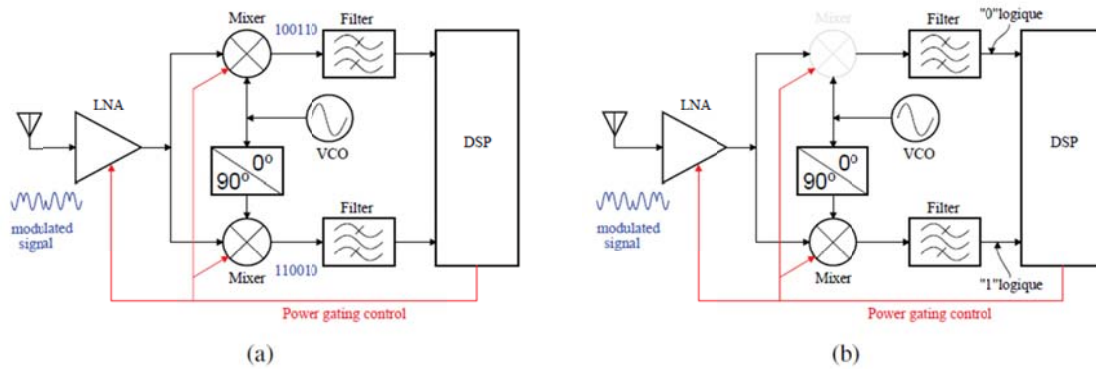 Mixer
100110
Filter
LNA
0°
90°
VCO
DSP
modulated
signal
Filter
Mixer
110010
Power gating control
(a)
Mixer
Filter
"0"logique
LNA
0°
90°
VCO
DSP
modulated
signal
Filter
Mixer
"1"logique
Power gating control
(b)